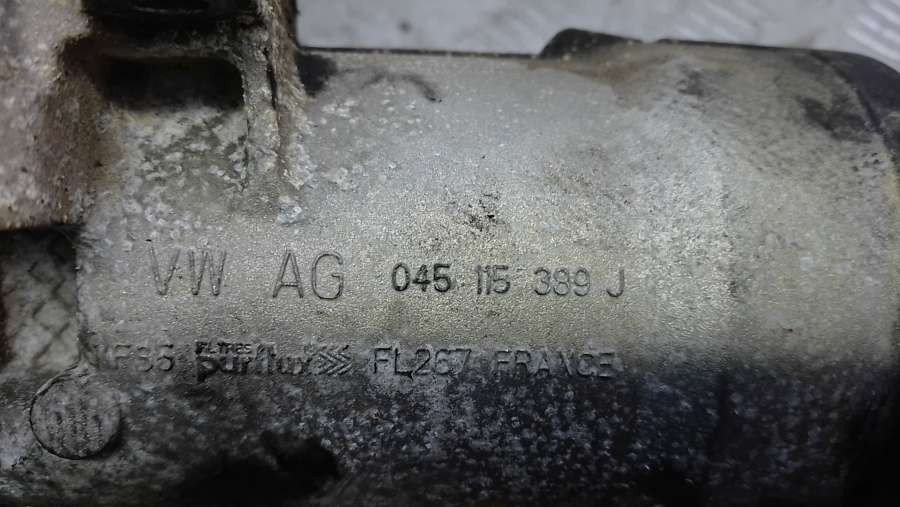 VW AG 045 115 389 J
FILTRES purflux FL267 FRANCE